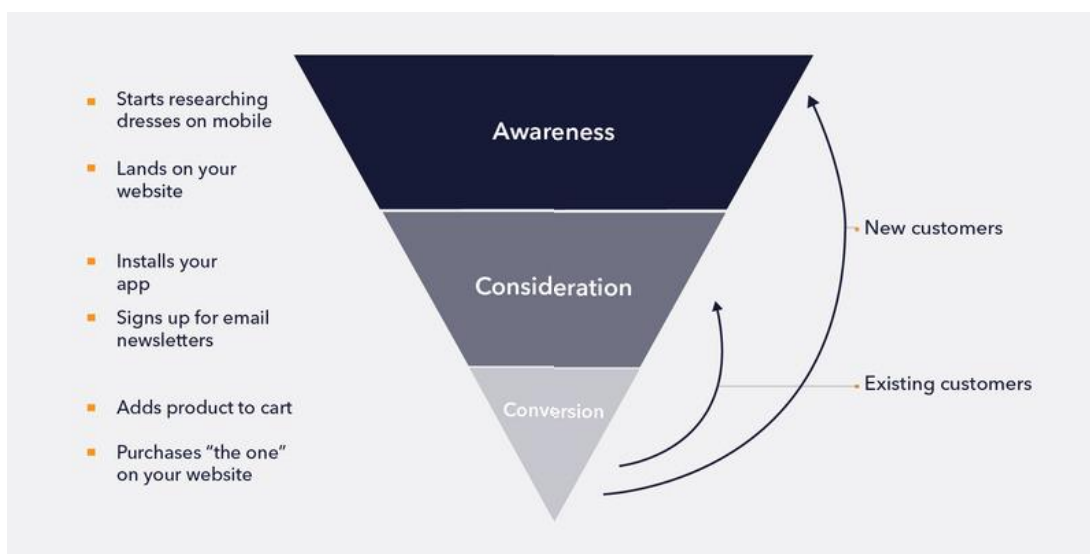 Starts researching
dresses on mobile
Lands on your
website
Installs your
app
Signs up for email
newsletters
Adds product to cart
Purchases “the one”
on your website
Awareness
Consideration
Conversion
New customers
Existing customers